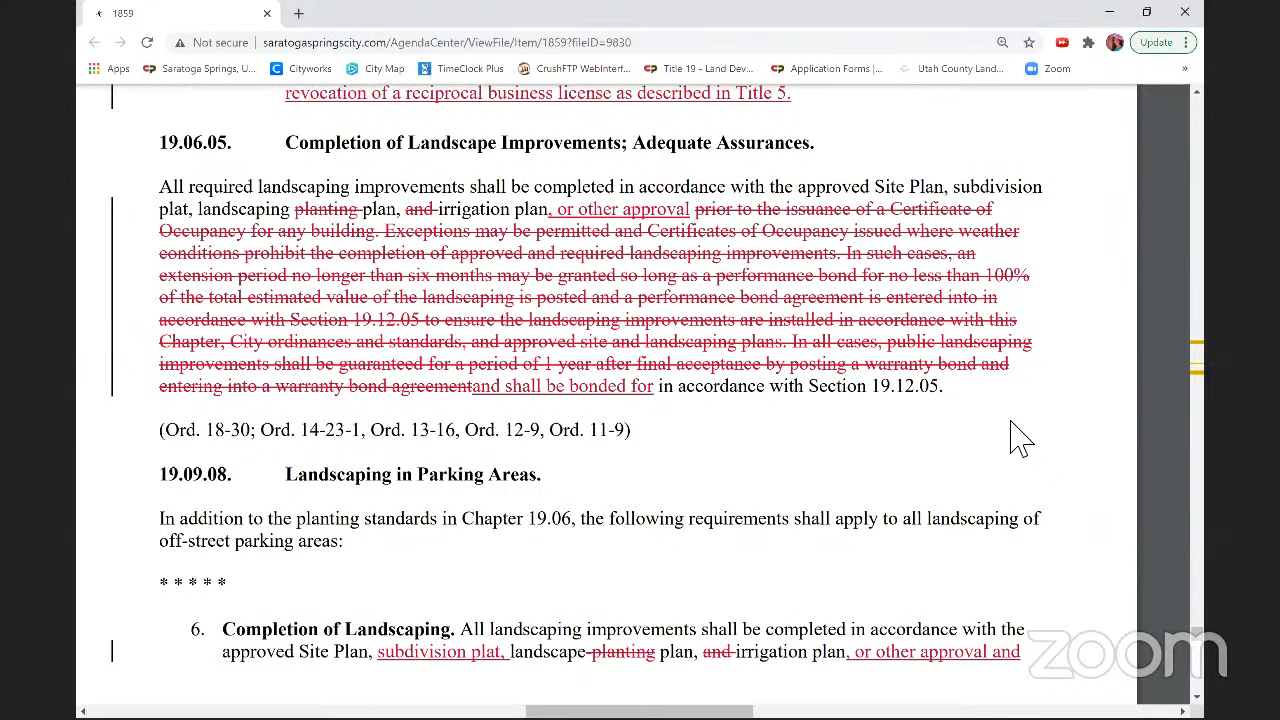 1859
Not secure saratogaspringscity.com/AgendaCenter/ViewFile/Item/1859?fileID=9830 Update
Apps Saratoga Springs, U... Cityworks City Map TimeClock Plus CrushFTP WebInterf... Title 19 - Land Dev... Application Forms |... Utah County Land... Zoom »
revocation of a reciprocal business license as described in Title 5.
19.06.05. Completion of Landscape Improvements; Adequate Assurances.
All required landscaping improvements shall be completed in accordance with the approved Site Plan, subdivision
plat, landscaping planting plan, and irrigation plan, or other approval prior to the issuance of a Certificate of
Occupancy for any building. Exceptions may be permitted and Certificates of Occupancy issued where weather
conditions prohibit the completion of approved and required landscaping improvements. In such cases, an
extension period no longer than six months may be granted so long as a performance bond for no less than 100%
of the total estimated value of the landscaping is posted and a performance bond agreement is entered into in
accordance with Section 19.12.05 to ensure the landscaping improvements are installed in accordance with this
Chapter, City ordinances and standards, and approved site and landscaping plans. In all cases, public landscaping
improvements shall be guaranteed for a period of 1 year after final acceptance by posting a warranty bond and
entering into a warranty bond agreementand shall be bonded for in accordance with Section 19.12.05.
(Ord. 18-30; Ord. 14-23-1, Ord. 13-16, Ord. 12-9, Ord. 11-9)
19.09.08. Landscaping in Parking Areas.
In addition to the planting standards in Chapter 19.06, the following requirements shall apply to all landscaping of
off-street parking areas:
* * * * *
6. Completion of Landscaping. All landscaping improvements shall be completed in accordance with the
approved Site Plan, subdivision plat, landscape planting plan, and irrigation plan, or other approval and
zoom